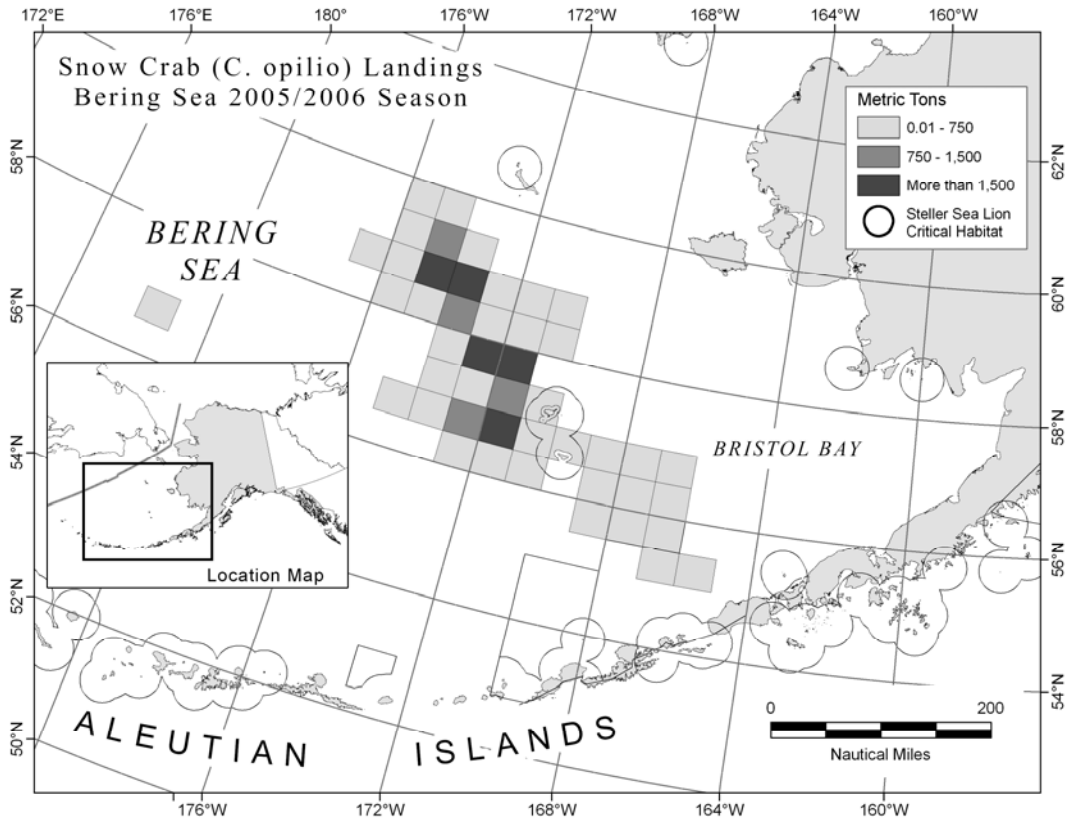 172°E
176°E
180°
176°W
172°W
168°W
164°W
160°W
Snow Crab (C. opilio) Landings
Bering Sea 2005/2006 Season
Metric Tons
0.01 - 750
750 - 1,500
More than 1,500
Steller Sea Lion
Critical Habitat
BERING
SEA
BRISTOL BAY
Location Map
58°N
56°N
54°N
52°N
50°N
62°N
60°N
58°N
56°N
54°N
ALEUTIAN ISLANDS
0
200
Nautical Miles
176°W
172°W
168°W
164°W
160°W